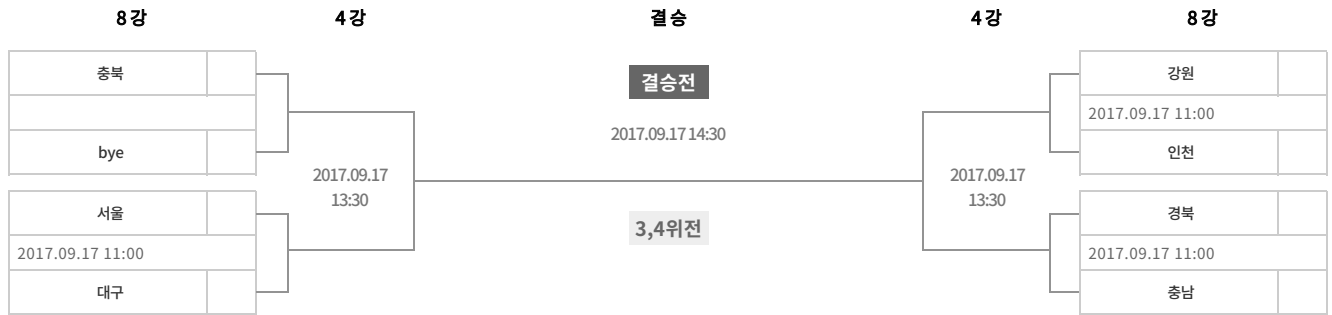 8강
4강
결승
4강
8강
충북
bye
서울
2017.09.17 11:00
대구
2017.09.17
13:30
결승전
2017.09.17 14:30
3,4위전
2017.09.17
13:30
강원
2017.09.17 11:00
인천
경북
2017.09.17 11:00
충남